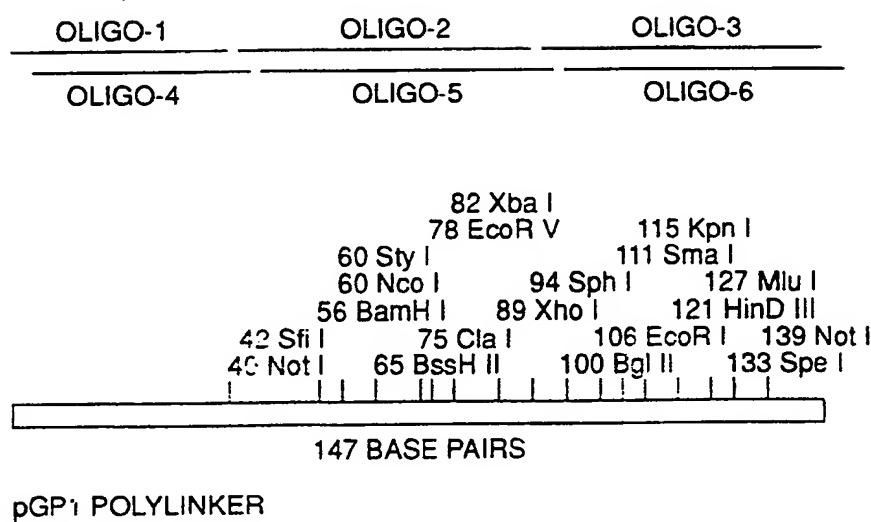 OLIGO-1 OLIGO-2 OLIGO-3
OLIGO-4 OLIGO-5 OLIGO-6
82 Xba I
78 EcoR V 115 Kpn I
60 Sty I 111 Sma I
60 Nco I 94 Sph I 127 Mlu I
56 BamH I 89 Xho I 121 HinD III
42 Sfi I 75 Cla I 106 EcoR I 139 Not I
Not I 65 BssH II 100 Bgl II 133 Spe I
147 BASE PAIRS
POLYLINKER